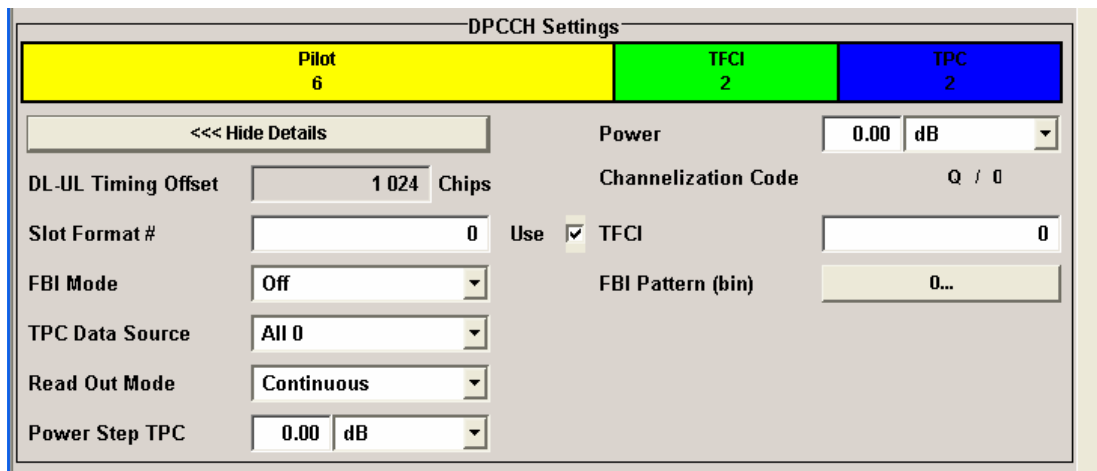 DPCCH Settings
Pilot TFCI TPC
6 2 2
<<< Hide Details Power 0.00 dB
DL-UL Timing Offset 1 024 Chips Channelization Code Q / 0
Slot Format # 0 Use TFCI 0
FBI Mode Off FBI Pattern (bin) 0...
TPC Data Source All 0
Read Out Mode Continuous
Power Step TPC 0.00 dB